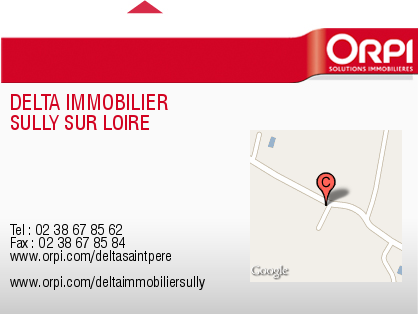 ORPI
SOLUTIONS IMMOBILIÈRES
DELTA IMMOBILIER
SULLY SUR LOIRE
C
Tel : 02 38 67 85 62
Fax : 02 38 67 85 84
www.orpi.com/deltasaintpere
Google
www.orpi.com/deltaimmobiliersully